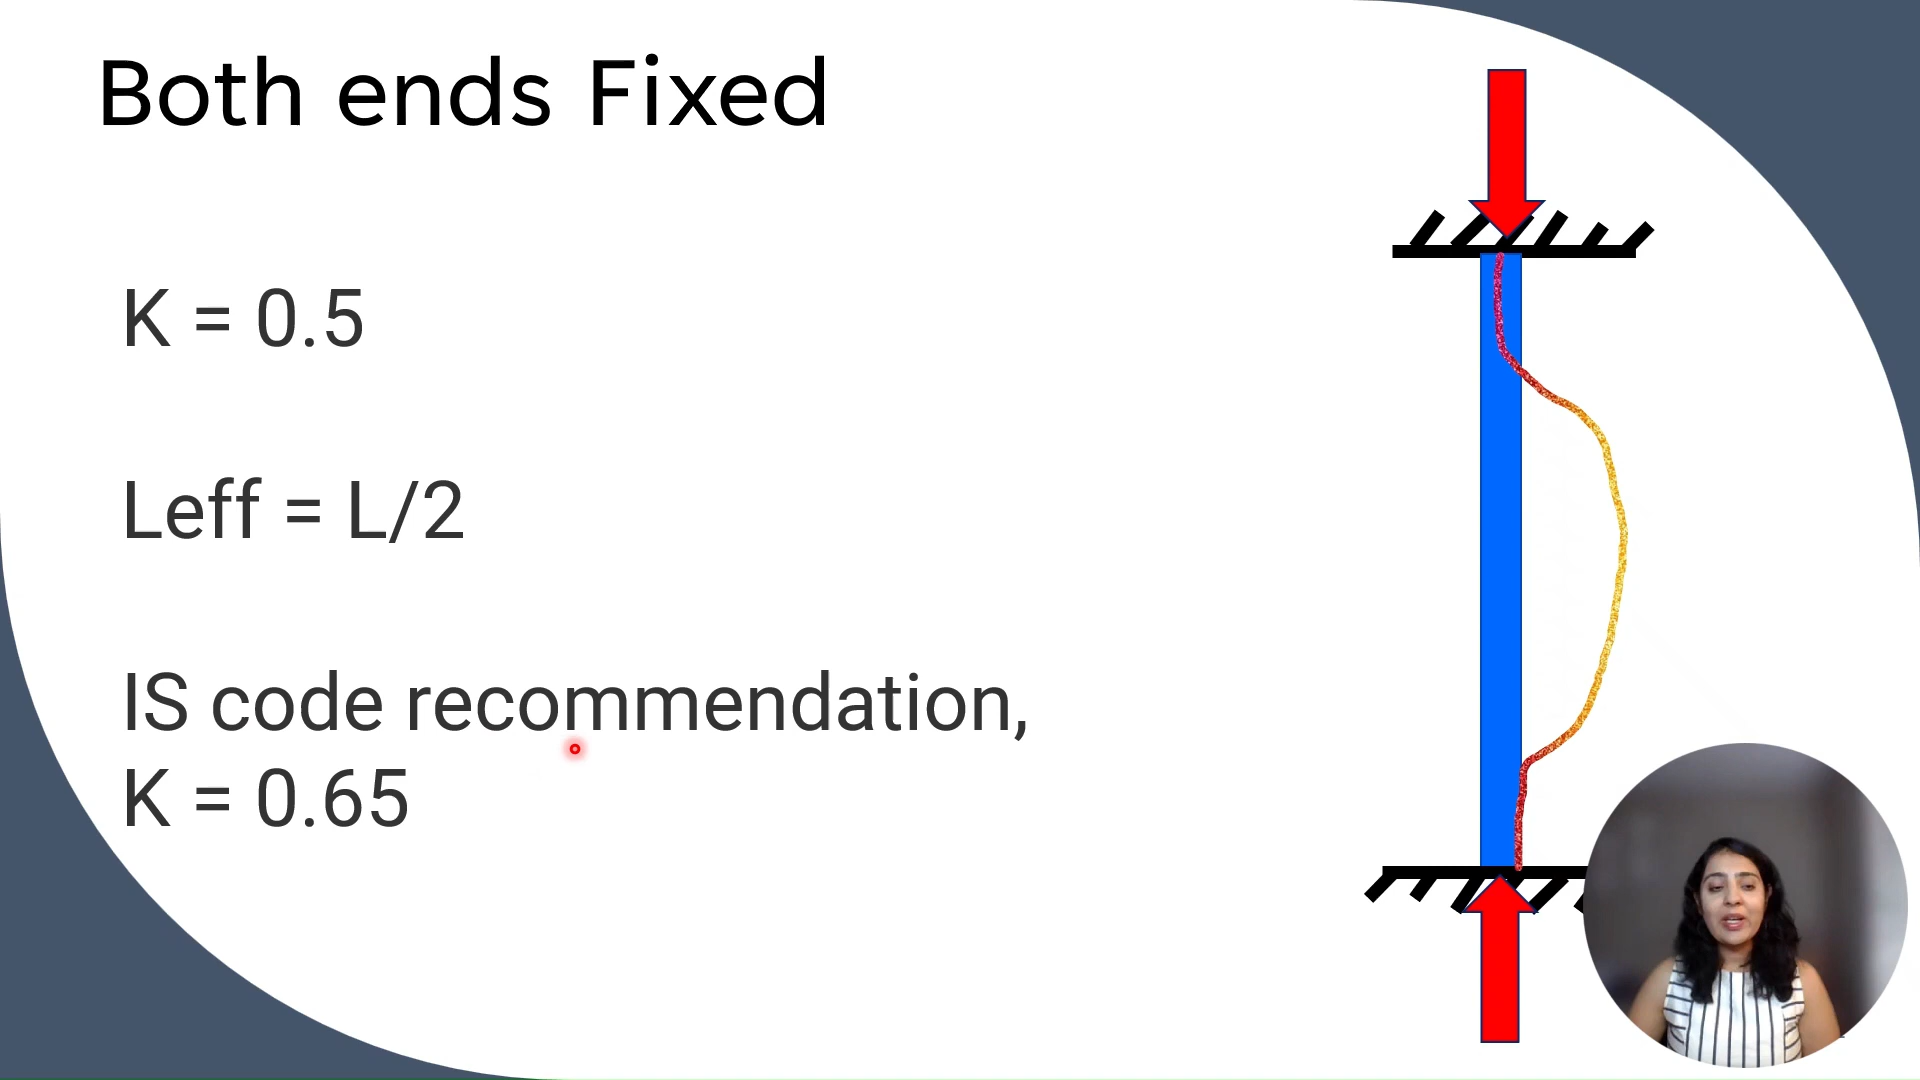 Both ends Fixed
K = 0.5
Leff = L/2
IS code recommendation,
K = 0.65